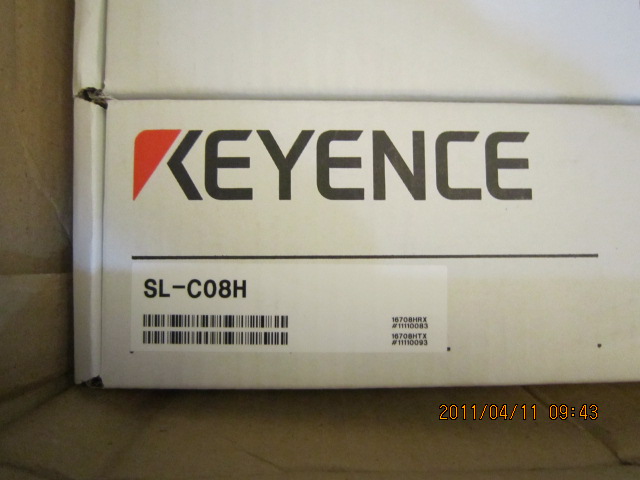 KEYENCE
SL-C08H
16708HRX
#11110083
16708HTX
#11110093
2011/04/11 09:43